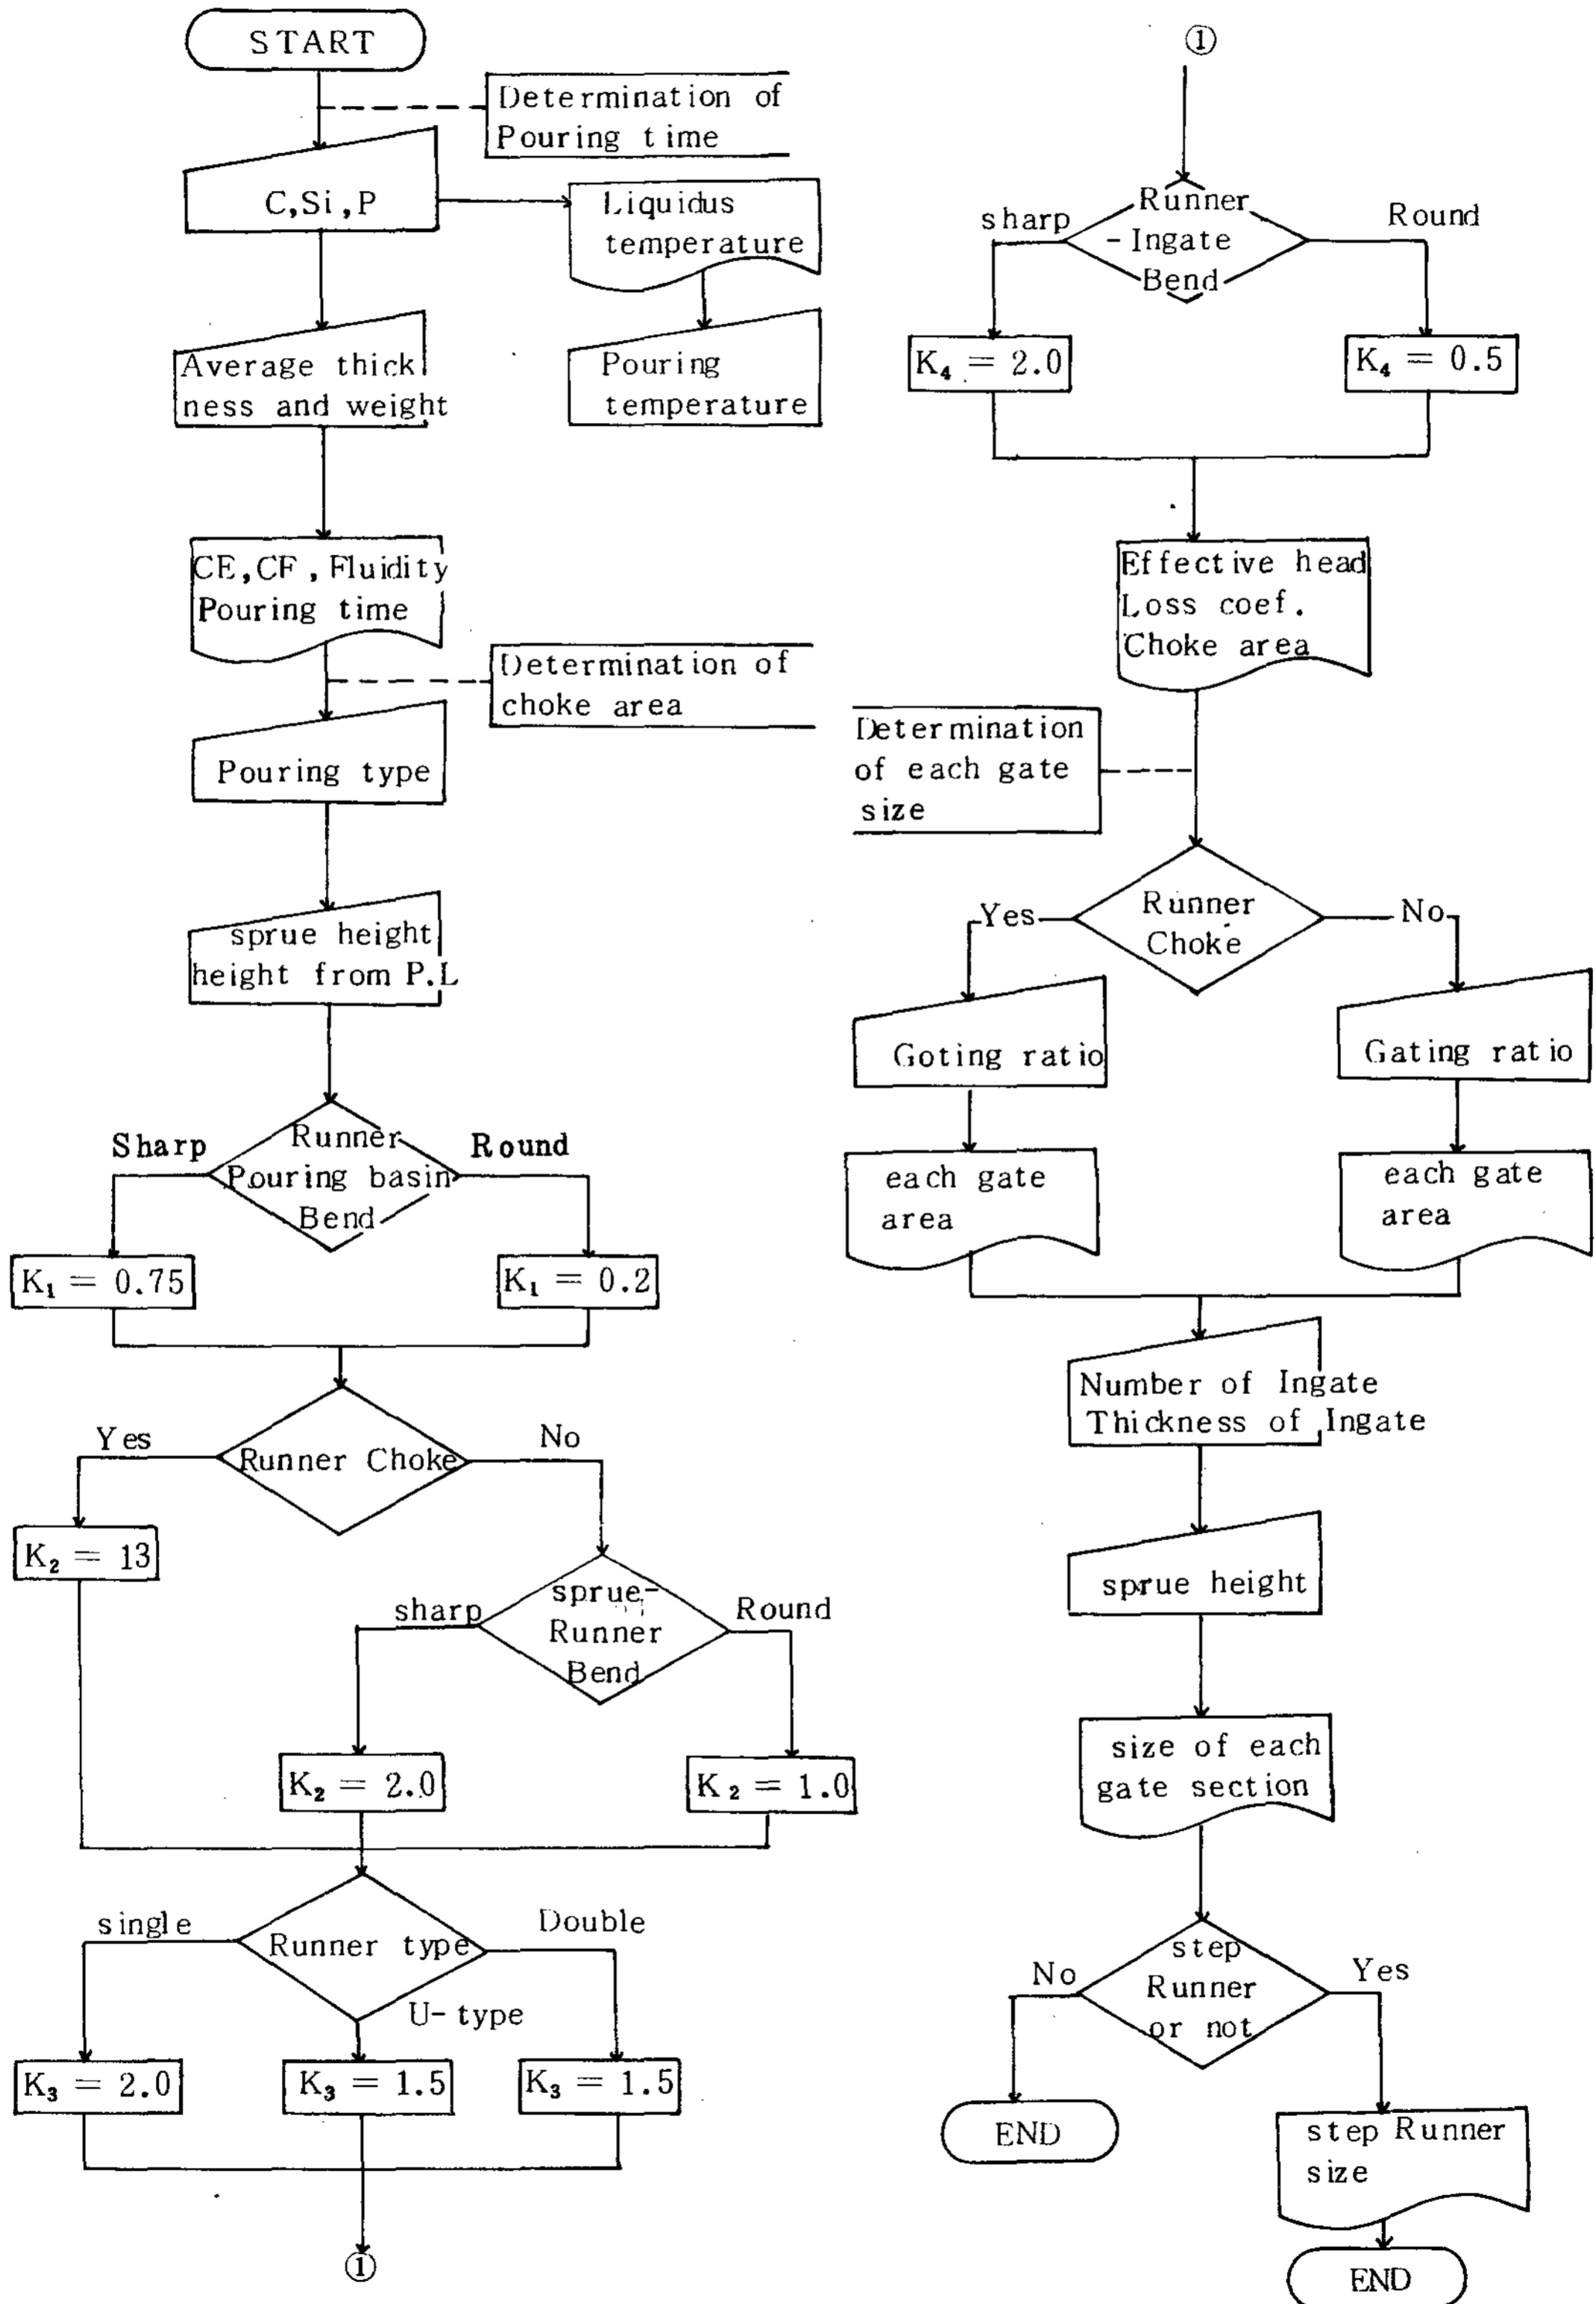 START
Determination of
Pouring time
C,Si,P
Liquidus
temperature
Average thick
ness and weight
Pouring
temperature
CE,CF,Fluidity
Pouring time
Determination of
choke area
Pouring type
sprue height
height from P.L
Sharp
Runner
Pouring basin
Bend
Round
K₁ = 0.75
K₁ = 0.2
Yes
Runner Choke
No
K₂ = 13
sharp
sprue-
Runner
Bend
Round
K₂ = 2.0
K₂ = 1.0
single
Runner type
Double
U-type
K₃ = 2.0
K₃ = 1.5
K₃ = 1.5
①
①
sharp
Runner
-Ingate
Bend
Round
K₄ = 2.0
K₄ = 0.5
Effective head
Loss coef.
Choke area
Determination
of each gate
size
Yes
Runner
Choke
No
Goting ratio
Gating ratio
each gate
area
each gate
area
Number of Ingate
Thickness of Ingate
sprue height
size of each
gate section
No
step
Runner
or not
Yes
END
step Runner
size
END